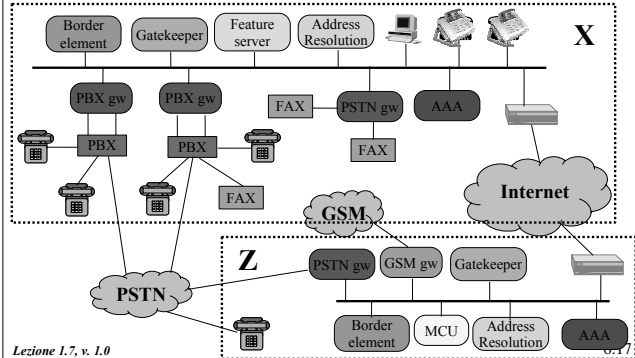 Border element
Gatekeeper
Feature server
Address Resolution
X
PBX gw
PBX gw
FAX
PSTN gw
AAA
PBX
PBX
FAX
FAX
Internet
GSM
Z
PSTN gw
GSM gw
Gatekeeper
PSTN
Border element
MCU
Address Resolution
AAA
Lezione 1.7, v. 1.0